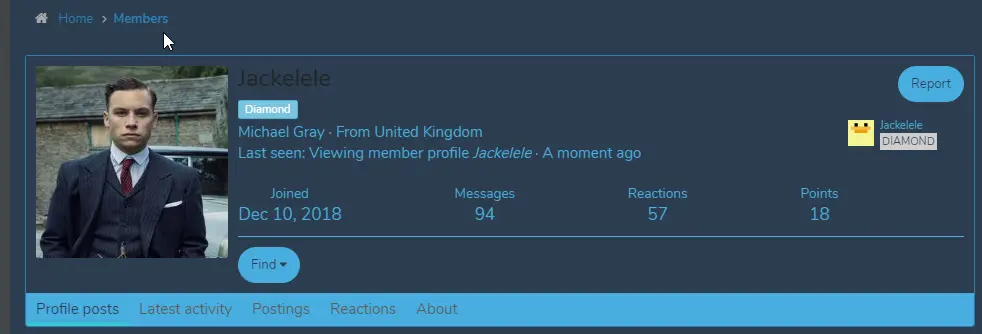 Home > Members
Jackelele
Report
Diamond
Michael Gray · From United Kingdom
Last seen: Viewing member profile Jackelele · A moment ago
Jackelele
DIAMOND
Joined Messages Reactions Points
Dec 10, 2018 94 57 18
Find
Profile posts Latest activity Postings Reactions About